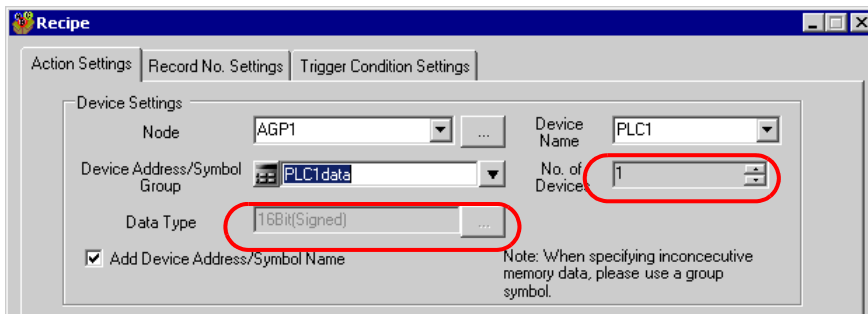 Recipe
Action Settings Record No. Settings Trigger Condition Settings
Device Settings
Node AGP1 ... Device Name PLC1
Device Address/Symbol Group PLC1data No. of Devices 1
Data Type 16Bit(Signed) ...
Add Device Address/Symbol Name
Note: When specifying inconcecutive
memory data, please use a group
symbol.